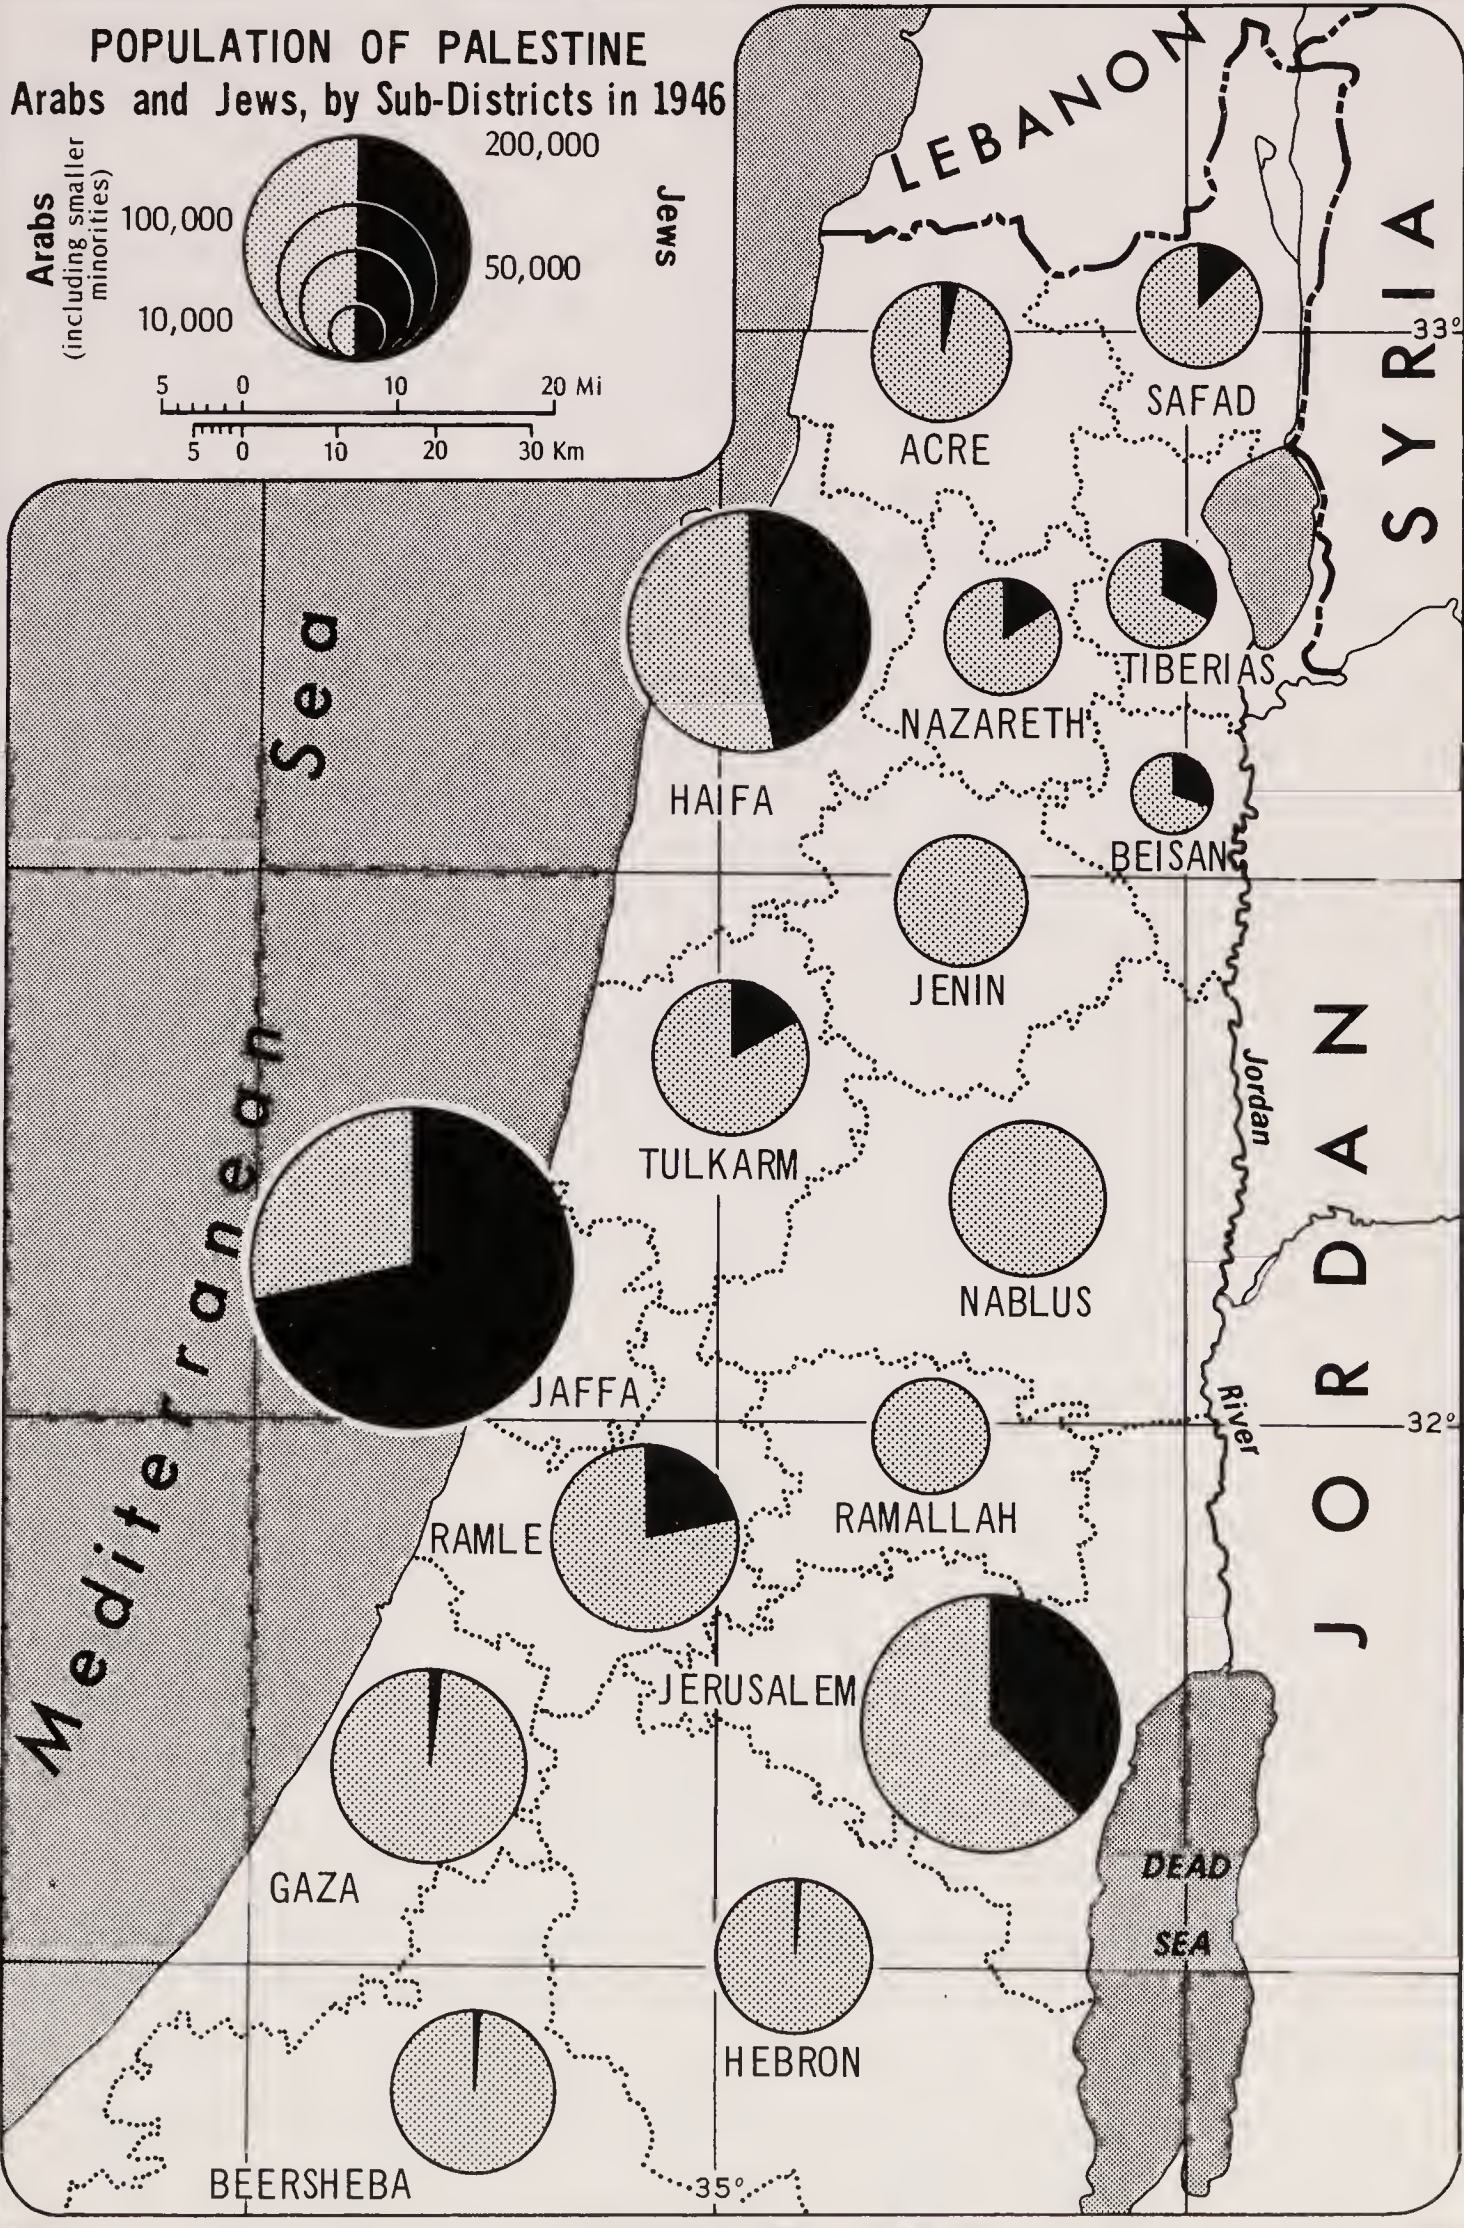 POPULATION OF PALESTINE
Arabs and Jews, by Sub-Districts in 1946
Arabs
(including smaller
minorities)
200,000
100,000
50,000
10,000
Jews
5 0 10 20 Mi
5 0 10 20 30 Km
LEBANON
SYRIA
33°
SAFAD
ACRE
HAIFA
NAZARETH
TIBERIAS
BEISAN
JENIN
TULKARM
NABLUS
Jordan
River
JORDAN
Mediterranean
Sea
JAFFA
32°
RAMLE
RAMALLAH
JERUSALEM
GAZA
DEAD
SEA
HEBRON
BEERSHEBA
35°